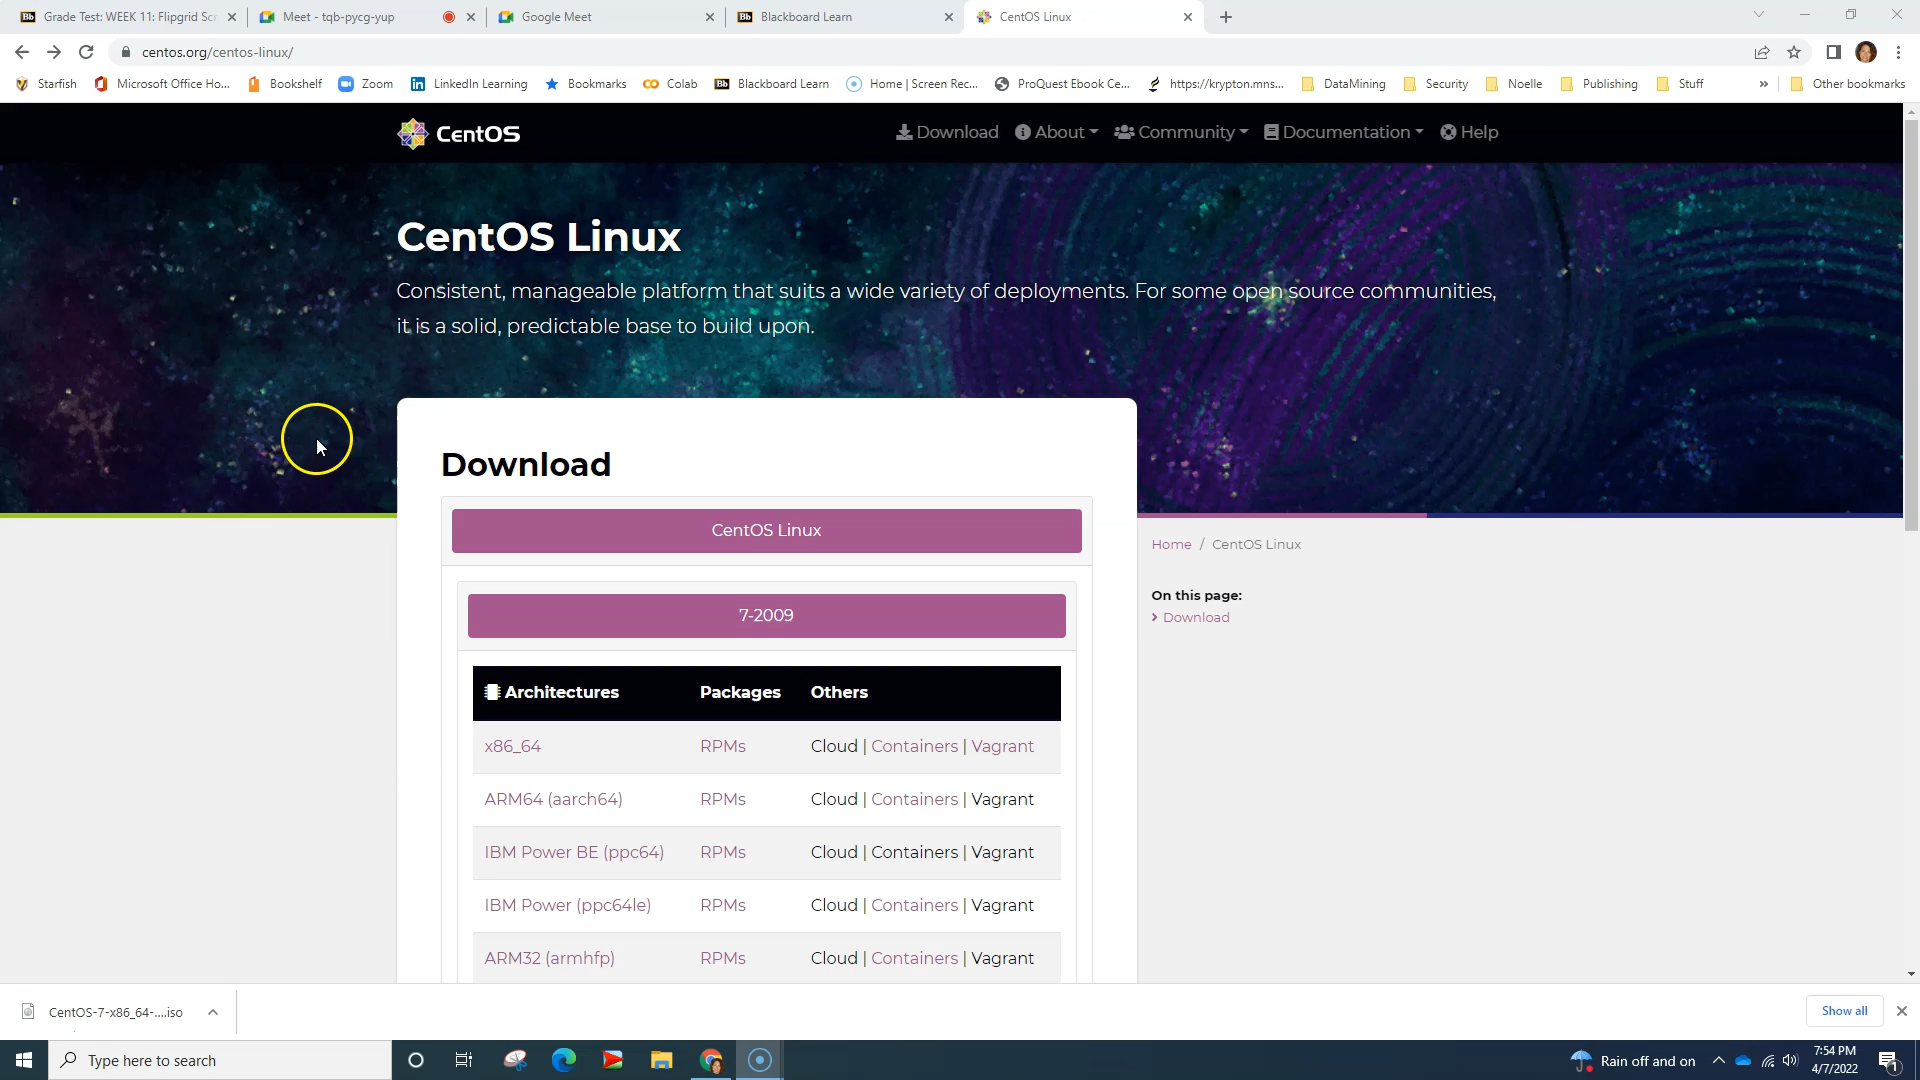 Grade Test: WEEK 11: Flipgrid Scr
Meet - tqb-pycg-yup
Google Meet
Blackboard Learn
CentOS Linux
centos.org/centos-linux/
Starfish
Microsoft Office Ho...
Bookshelf
Zoom
LinkedIn Learning
Bookmarks
Colab
Blackboard Learn
Home | Screen Rec...
ProQuest Ebook Ce...
https://krypton.mns...
DataMining
Security
Noelle
Publishing
Stuff
»
Other bookmarks
CentOS
Download
About
Community
Documentation
Help
CentOS Linux
Consistent, manageable platform that suits a wide variety of deployments. For some open source communities,
it is a solid, predictable base to build upon.
Download
CentOS Linux
Home / CentOS Linux
On this page:
Download
7-2009
Architectures Packages Others
x86_64 RPMs Cloud | Containers | Vagrant
ARM64 (aarch64) RPMs Cloud | Containers | Vagrant
IBM Power BE (ppc64) RPMs Cloud | Containers | Vagrant
IBM Power (ppc64le) RPMs Cloud | Containers | Vagrant
ARM32 (armhfp) RPMs Cloud | Containers | Vagrant
CentOS-7-x86_64-....iso
Show all
Type here to search
Rain off and on
7:54 PM
4/7/2022
1